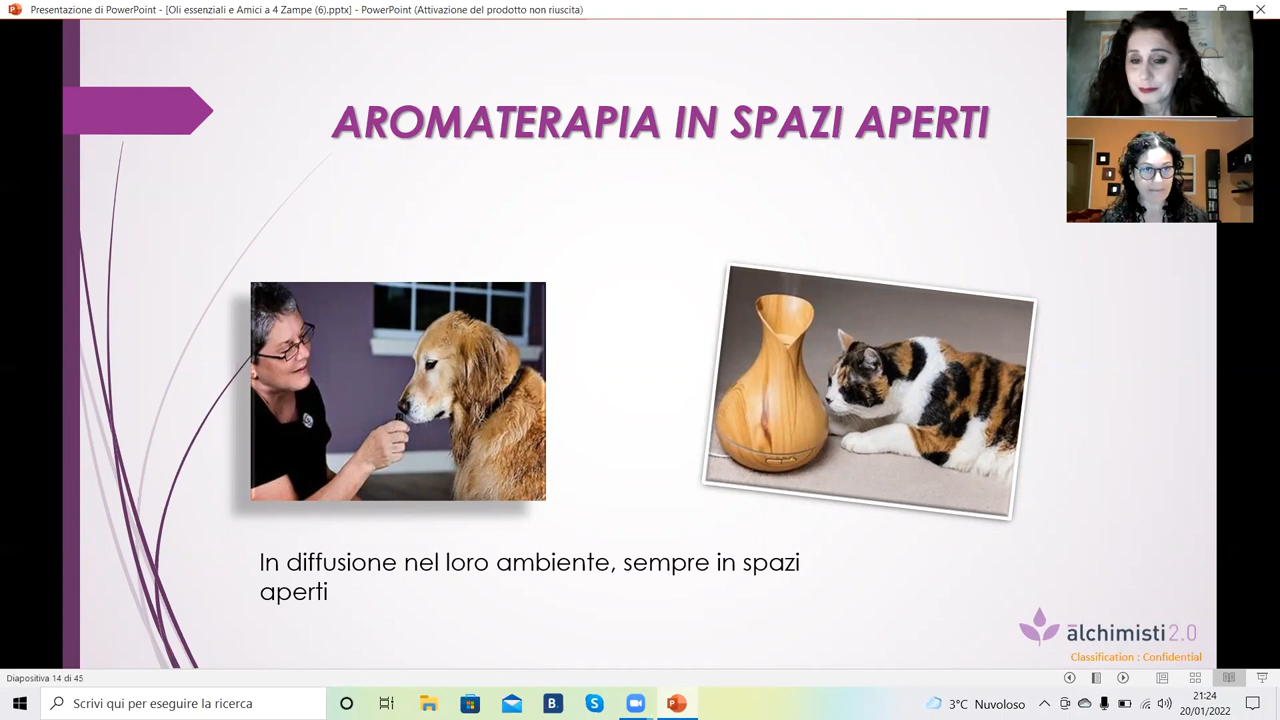 Presentazione di PowerPoint - [Oli essenziali e Amici a 4 Zampe (6).pptx] - PowerPoint (Attivazione del prodotto non riuscita)
AROMATERAPIA IN SPAZI APERTI
In diffusione nel loro ambiente, sempre in spazi
aperti
ālchimisti2.0
Classification : Confidential
Diapositiva 14 di 45
Scrivi qui per eseguire la ricerca
B.
3°C Nuvoloso
21:24
20/01/2022